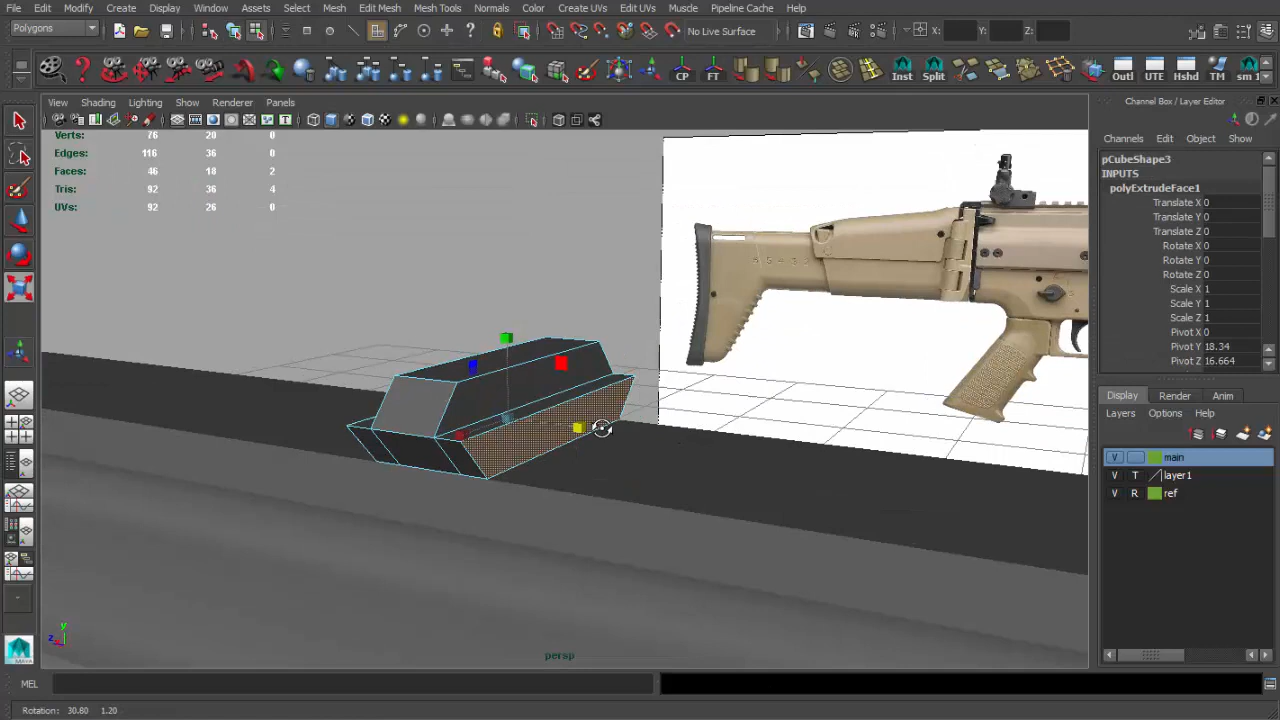 File Edit Modify Create Display Window Assets Select Mesh Edit Mesh Mesh Tools Normals Color Create UVs Edit UVs Muscle Pipeline Cache Help
Polygons No Live Surface X: Y: Z:
CP FT Inst Split Outl UTE Hshd TM sm 1
View Shading Lighting Show Renderer Panels
Channel Box / Layer Editor
Verts: 76 20 0
Edges: 116 36 0
Faces: 46 18 2
Tris: 92 36 4
UVs: 92 26 0
Channels Edit Object Show
pCubeShape3
INPUTS
polyExtrudeFace1
Translate X 0
Translate Y 0
Translate Z 0
Rotate X 0
Rotate Y 0
Rotate Z 0
Scale X 1
Scale Y 1
Scale Z 1
Pivot X 0
Pivot Y 18.34
Pivot Z 16.664
Display Render Anim
Layers Options Help
V main
V T layer1
V R ref
y
z
persp
MEL
Rotation: 30.80 1.20
MAYA